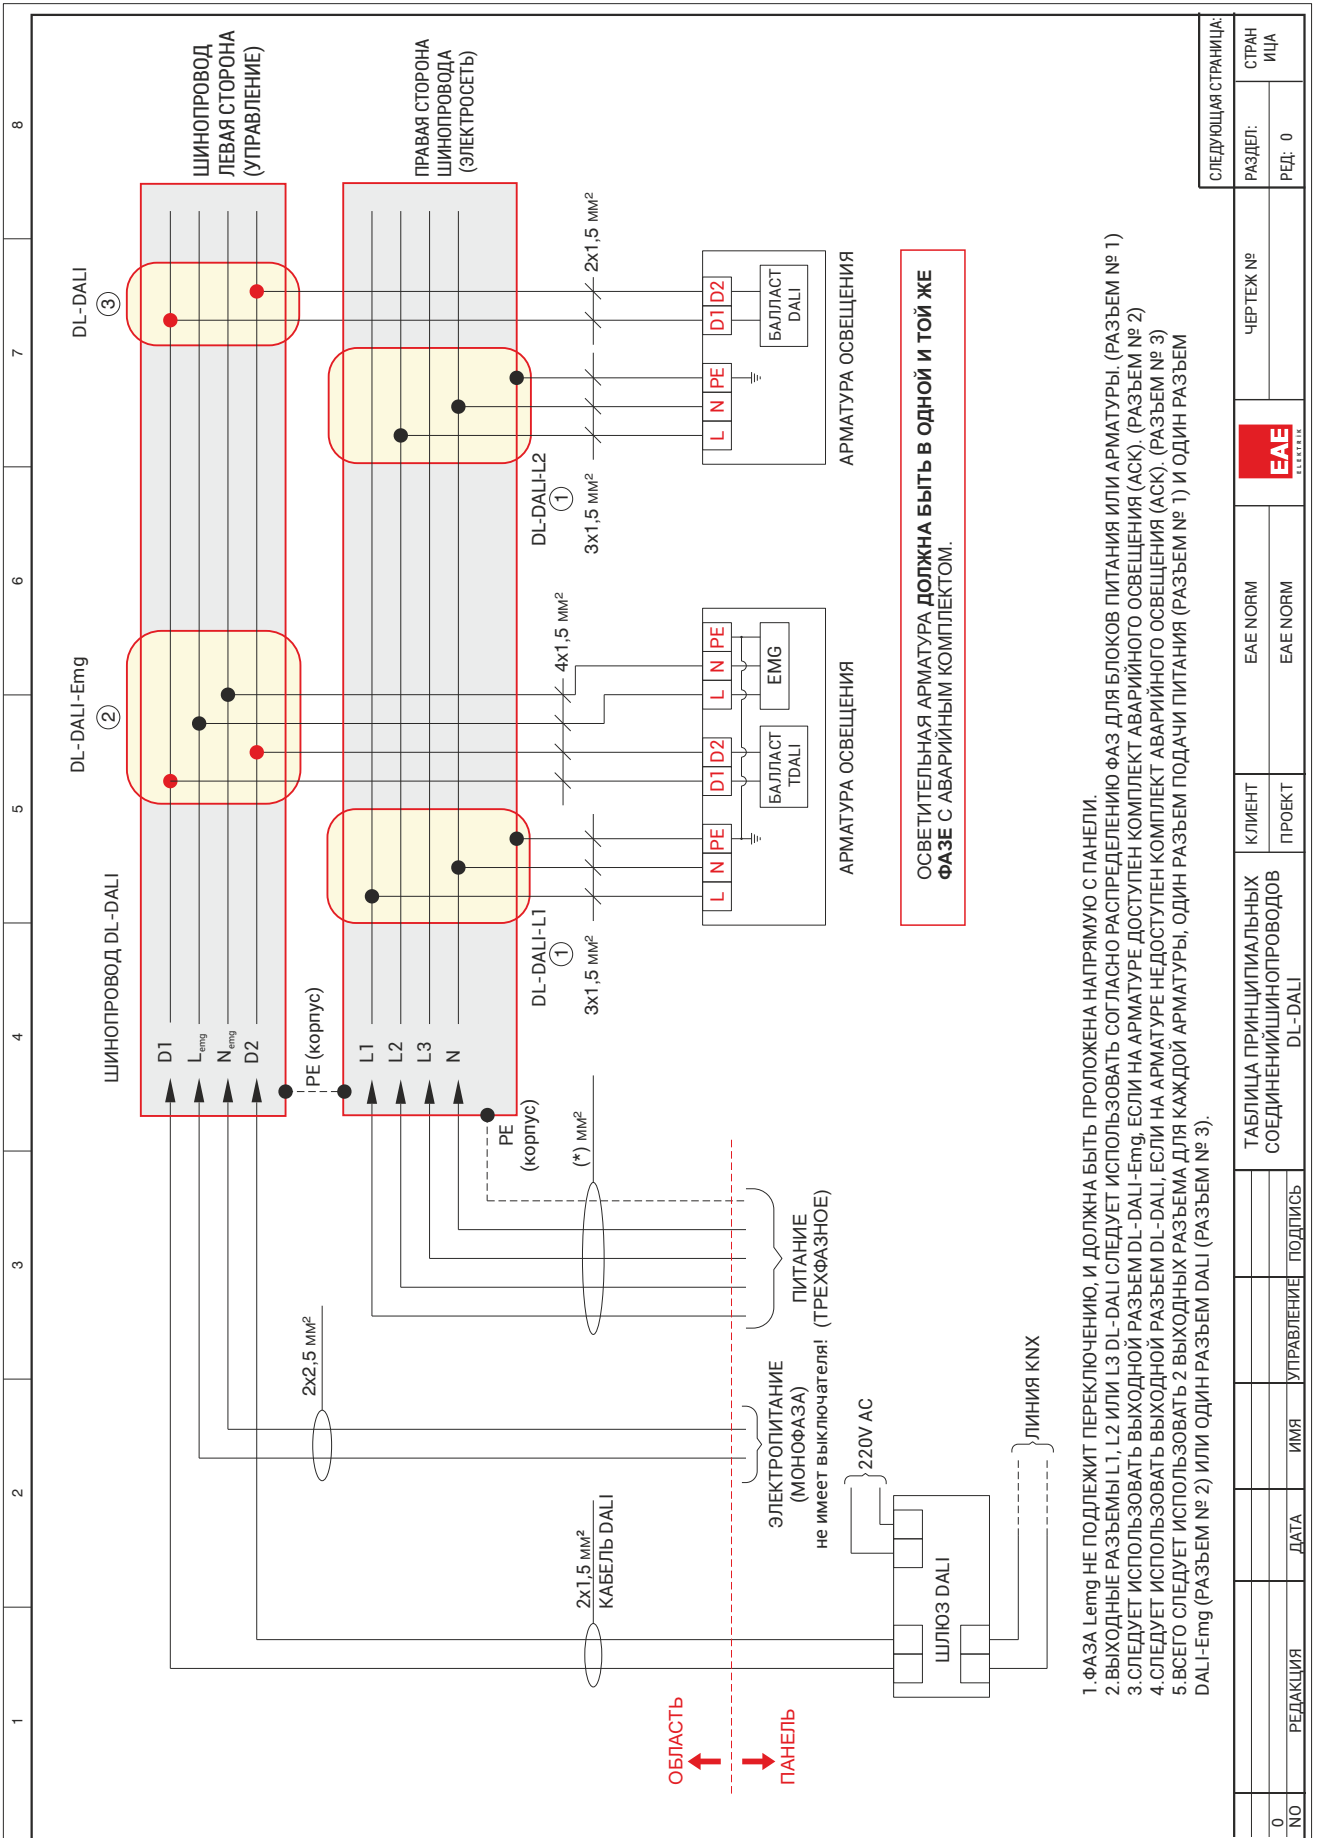 1
2
3
4
5
6
7
8
ШИНОПРОВОД
ЛЕВАЯ СТОРОНА
(УПРАВЛЕНИЕ)
ПРАВАЯ СТОРОНА
ШИНОПРОВОДА
(ЭЛЕКТРОСЕТЬ)
ШИНОПРОВОД DL-DALI
DL-DALI-Emg
2
DL-DALI
3
D1
Lemg
Nemg
D2
PE (корпус)
L1
L2
L3
N
PE
(корпус)
DL-DALI-L1
1
3x1,5 мм²
4x1,5 мм²
DL-DALI-L2
1
3x1,5 мм²
2x1,5 мм²
2x2,5 мм²
(*) мм²
2x1,5 мм²
КАБЕЛЬ DALI
L N PE D1 D2 L N PE
БАЛЛАСТ
TDALI
EMG
АРМАТУРА ОСВЕЩЕНИЯ
L N PE D1 D2
БАЛЛАСТ
DALI
АРМАТУРА ОСВЕЩЕНИЯ
ОБЛАСТЬ
ПАНЕЛЬ
ЭЛЕКТРОПИТАНИЕ
(МОНОФАЗА)
не имеет выключателя!
ПИТАНИЕ
(ТРЕХФАЗНОЕ)
220V AC
ШЛЮЗ DALI
ЛИНИЯ KNX
ОСВЕТИТЕЛЬНАЯ АРМАТУРА ДОЛЖНА БЫТЬ В ОДНОЙ И ТОЙ ЖЕ
ФАЗЕ С АВАРИЙНЫМ КОМПЛЕКТОМ.
1.ФАЗА Lemg НЕ ПОДЛЕЖИТ ПЕРЕКЛЮЧЕНИЮ, И ДОЛЖНА БЫТЬ ПРОЛОЖЕНА НАПРЯМУЮ С ПАНЕЛИ.
2.ВЫХОДНЫЕ РАЗЪЕМЫ L1, L2 ИЛИ L3 DL-DALI СЛЕДУЕТ ИСПОЛЬЗОВАТЬ СОГЛАСНО РАСПРЕДЕЛЕНИЮ ФАЗ ДЛЯ БЛОКОВ ПИТАНИЯ ИЛИ АРМАТУРЫ. (РАЗЪЕМ № 1)
3.СЛЕДУЕТ ИСПОЛЬЗОВАТЬ ВЫХОДНОЙ РАЗЪЕМ DL-DALI-Emg, ЕСЛИ НА АРМАТУРЕ ДОСТУПЕН КОМПЛЕКТ АВАРИЙНОГО ОСВЕЩЕНИЯ (АСК). (РАЗЪЕМ № 2)
4.СЛЕДУЕТ ИСПОЛЬЗОВАТЬ ВЫХОДНОЙ РАЗЪЕМ DL-DALI, ЕСЛИ НА АРМАТУРЕ НЕДОСТУПЕН КОМПЛЕКТ АВАРИЙНОГО ОСВЕЩЕНИЯ (АСК). (РАЗЪЕМ № 3)
5.ВСЕГО СЛЕДУЕТ ИСПОЛЬЗОВАТЬ 2 ВЫХОДНЫХ РАЗЪЕМА ДЛЯ КАЖДОЙ АРМАТУРЫ, ОДИН РАЗЪЕМ ПОДАЧИ ПИТАНИЯ (РАЗЪЕМ № 1) И ОДИН РАЗЪЕМ
DALI-Emg (РАЗЪЕМ № 2) ИЛИ ОДИН РАЗЪЕМ DALI (РАЗЪЕМ № 3).
СЛЕДУЮЩАЯ СТРАНИЦА:
0
NO
РЕДАКЦИЯ
ДАТА
ИМЯ
УПРАВЛЕНИЕ
ПОДПИСЬ
ТАБЛИЦА ПРИНЦИПИАЛЬНЫХ
СОЕДИНЕНИЙШИНОПРОВОДОВ
DL-DALI
КЛИЕНТ
ПРОЕКТ
EAE NORM
EAE NORM
EAE
ELEKTRIK
ЧЕРТЕЖ №
РАЗДЕЛ:
РЕД: 0
СТРАН
ИЦА